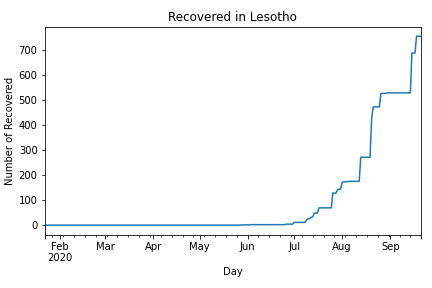 Recovered in Lesotho
Number of Recovered
700
600
500
400
300
200
100
0
Feb Mar Apr May Jun Jul Aug Sep
2020
Day